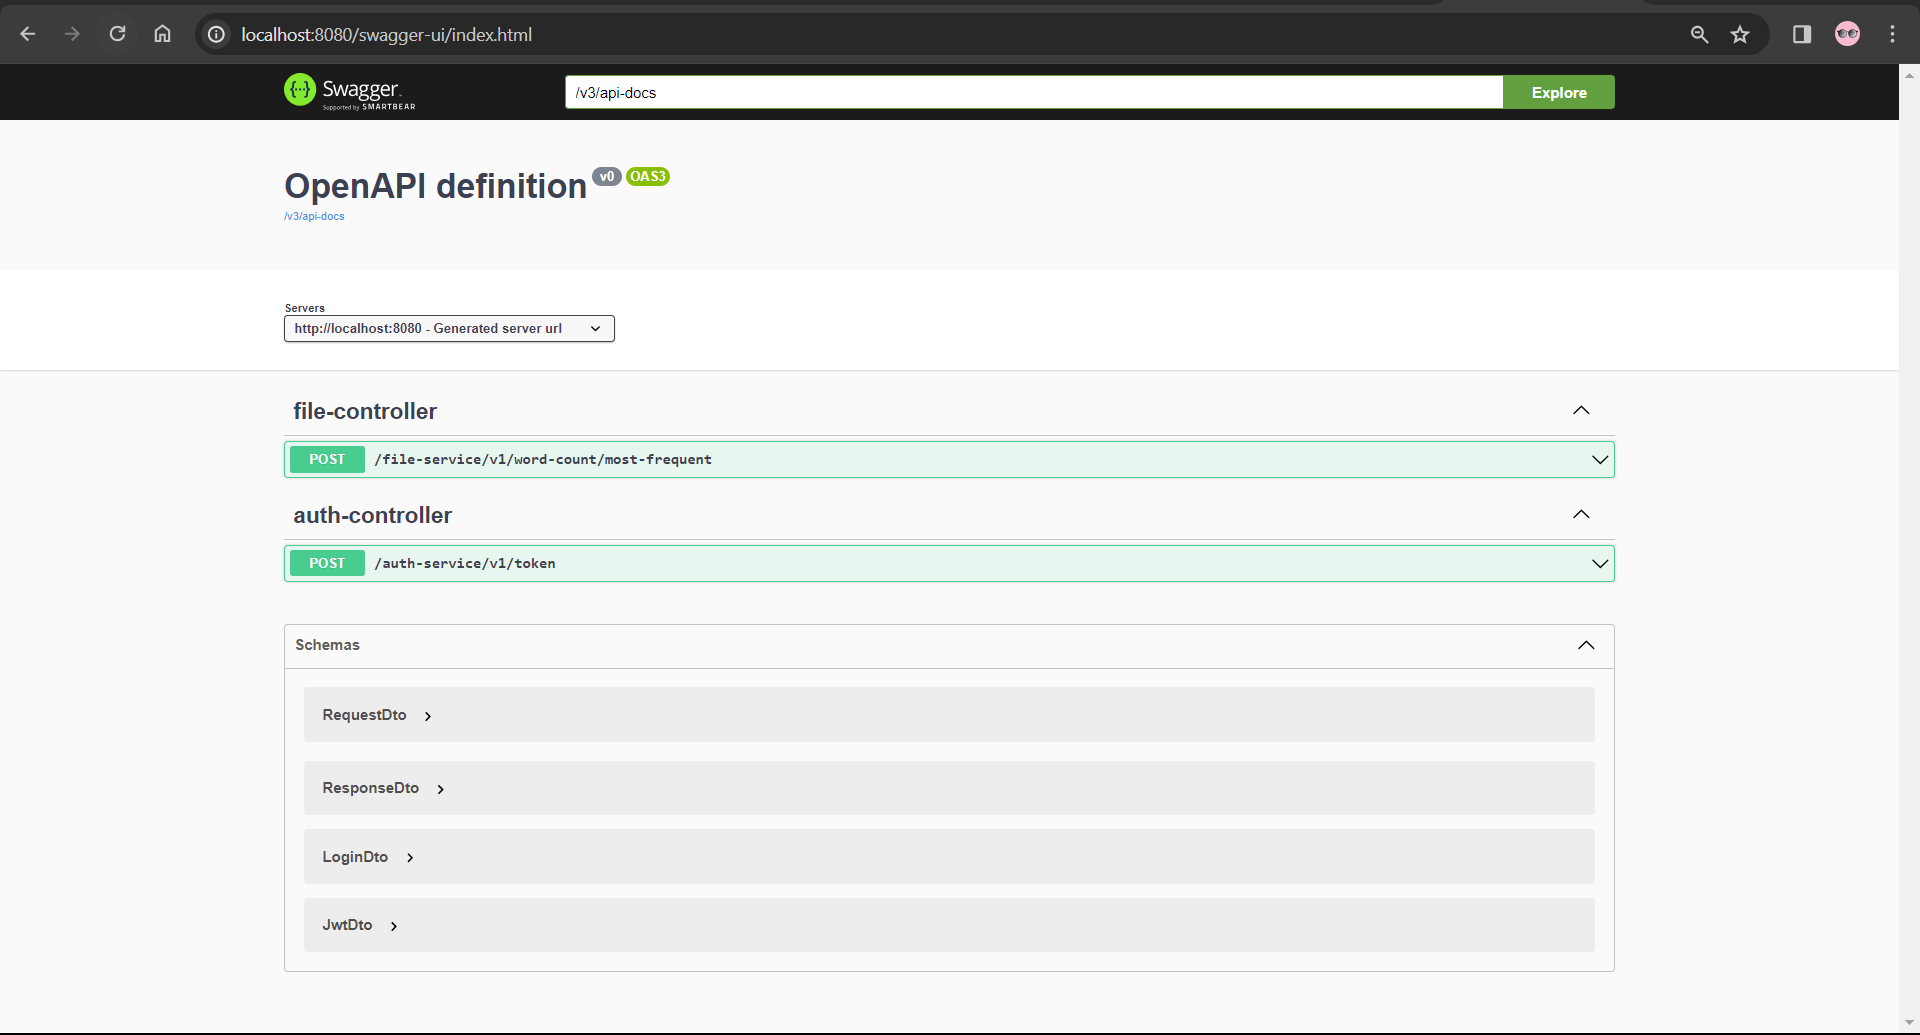 localhost:8080/swagger-ui/index.html
Swagger.
Supported by SMARTBEAR
/v3/api-docs
Explore
OpenAPI definition v0 OAS3
/v3/api-docs
Servers
http://localhost:8080 - Generated server url
file-controller
POST /file-service/v1/word-count/most-frequent
auth-controller
POST /auth-service/v1/token
Schemas
RequestDto
ResponseDto
LoginDto
JwtDto